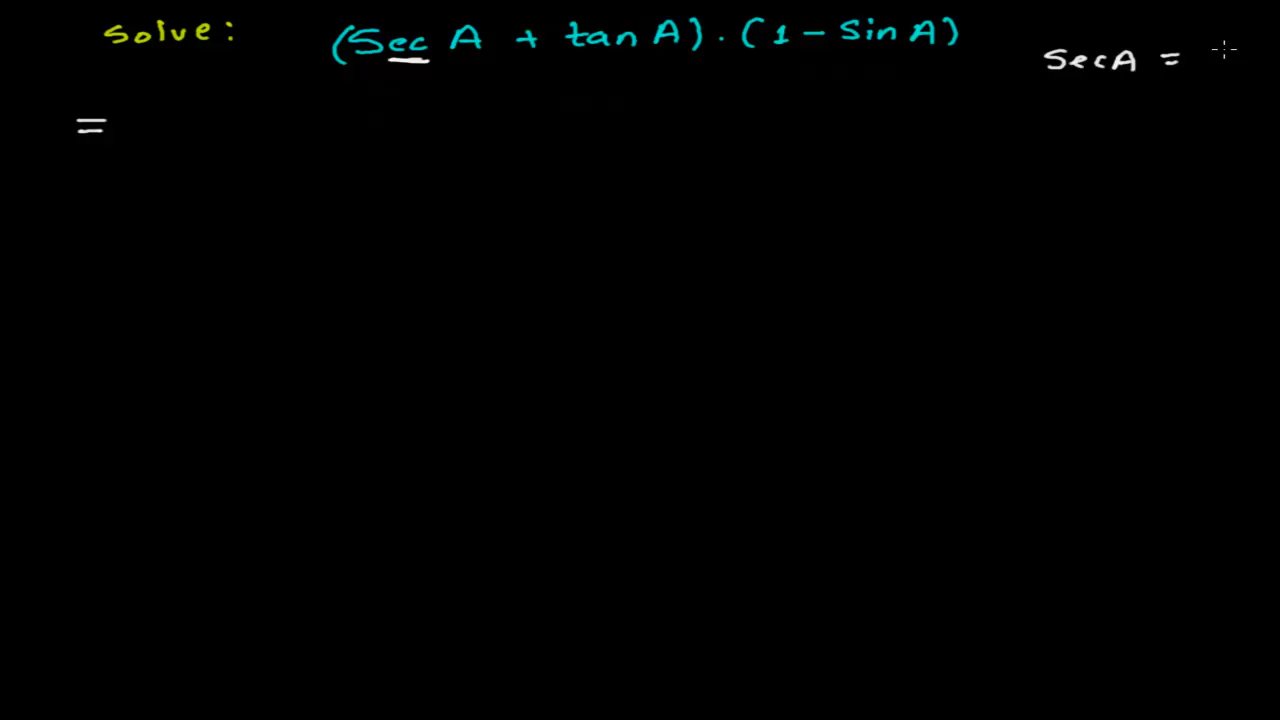 solve: (Sec A + tan A) . (1 - Sin A)
SecA =
=